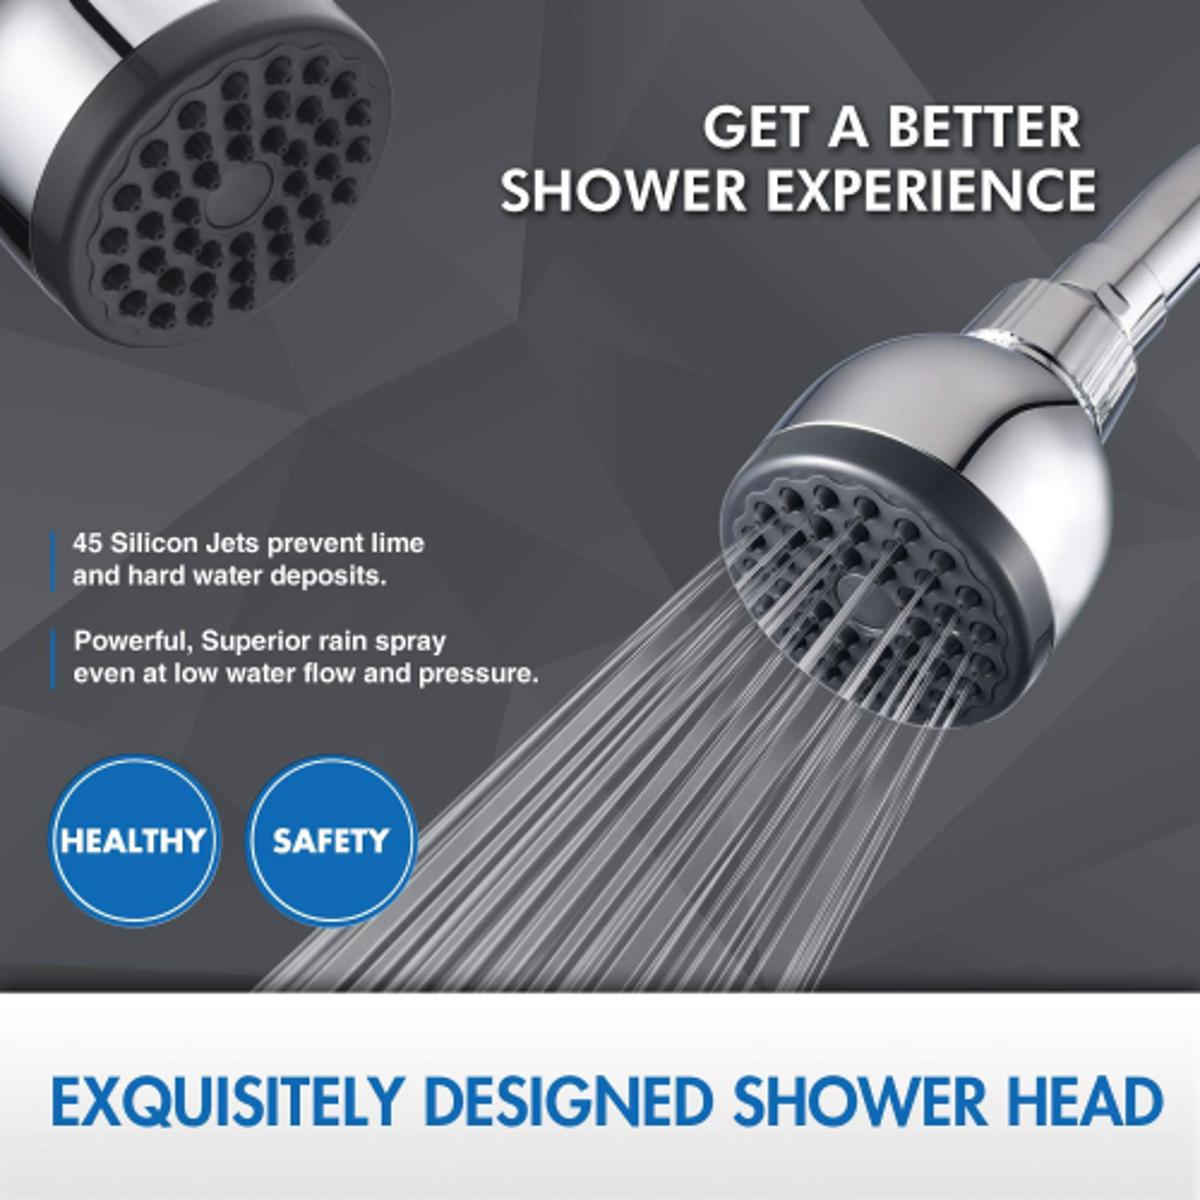 GET A BETTER
SHOWER EXPERIENCE
45 Silicon Jets prevent lime
and hard water deposits.
Powerful, Superior rain spray
even at low water flow and pressure.
HEALTHY
SAFETY
EXQUISITELY DESIGNED SHOWER HEAD